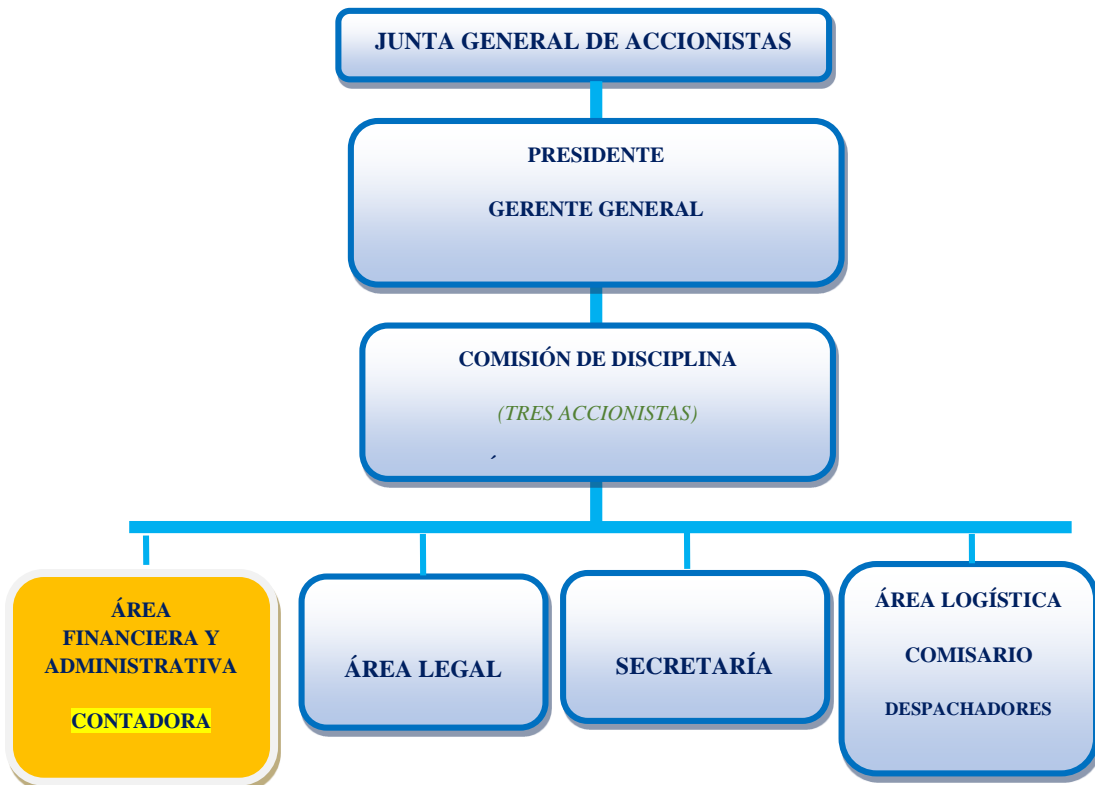 JUNTA GENERAL DE ACCIONISTAS
PRESIDENTE
GERENTE GENERAL
COMISIÓN DE DISCIPLINA
(TRES ACCIONISTAS)
ÁREA
FINANCIERA Y
ADMINISTRATIVA
CONTADORA
ÁREA LEGAL
SECRETARÍA
ÁREA LOGÍSTICA
COMISARIO
DESPACHADORES